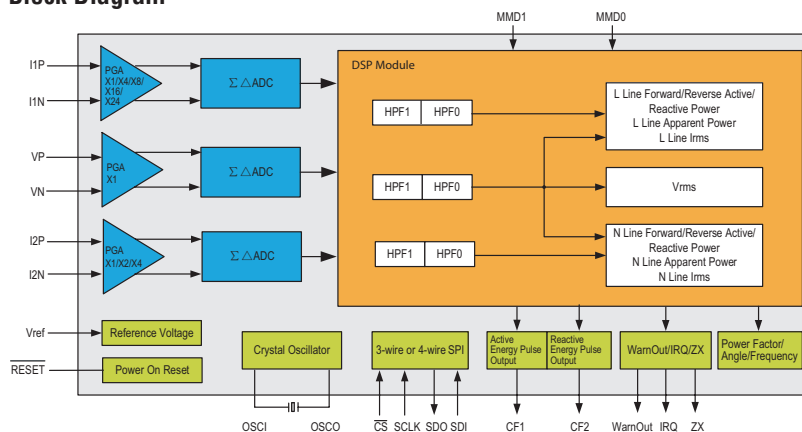 Block Diagram
MMD1
MMD0
I1P
I1N
PGA
X1/X4/X8/
X16/
X24
Σ△ADC
DSP Module
HPF1
HPF0
L Line Forward/Reverse Active/
Reactive Power
L Line Apparent Power
L Line Irms
VP
VN
PGA
X1
Σ△ADC
HPF1
HPF0
Vrms
I2P
I2N
PGA
X1/X2/X4
Σ△ADC
HPF1
HPF0
N Line Forward/Reverse Active/
Reactive Power
N Line Apparent Power
N Line Irms
Vref
Reference Voltage
RESET
Power On Reset
Crystal Oscillator
3-wire or 4-wire SPI
Active
Energy Pulse
Output
Reactive
Energy Pulse
Output
WarnOut/IRQ/ZX
Power Factor/
Angle/Frequency
OSCI
OSCO
CS
SCLK
SDO
SDI
CF1
CF2
WarnOut
IRQ
ZX